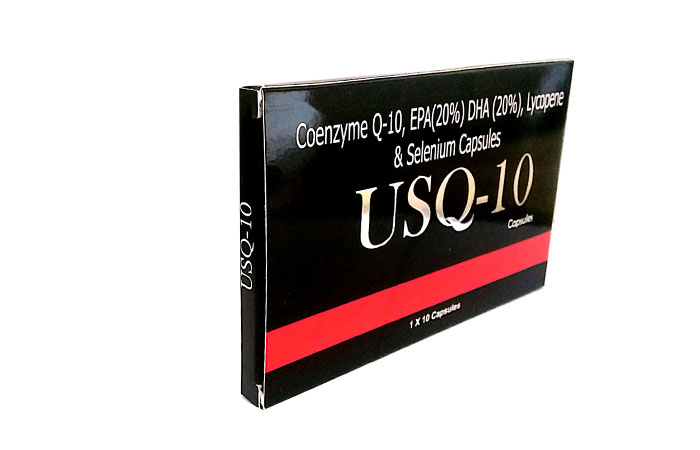 Coenzyme Q-10, EPA(20%) DHA (20%), Lycopene
& Selenium Capsules
USQ-10
Capsules
1 X 10 Capsules
USQ-10